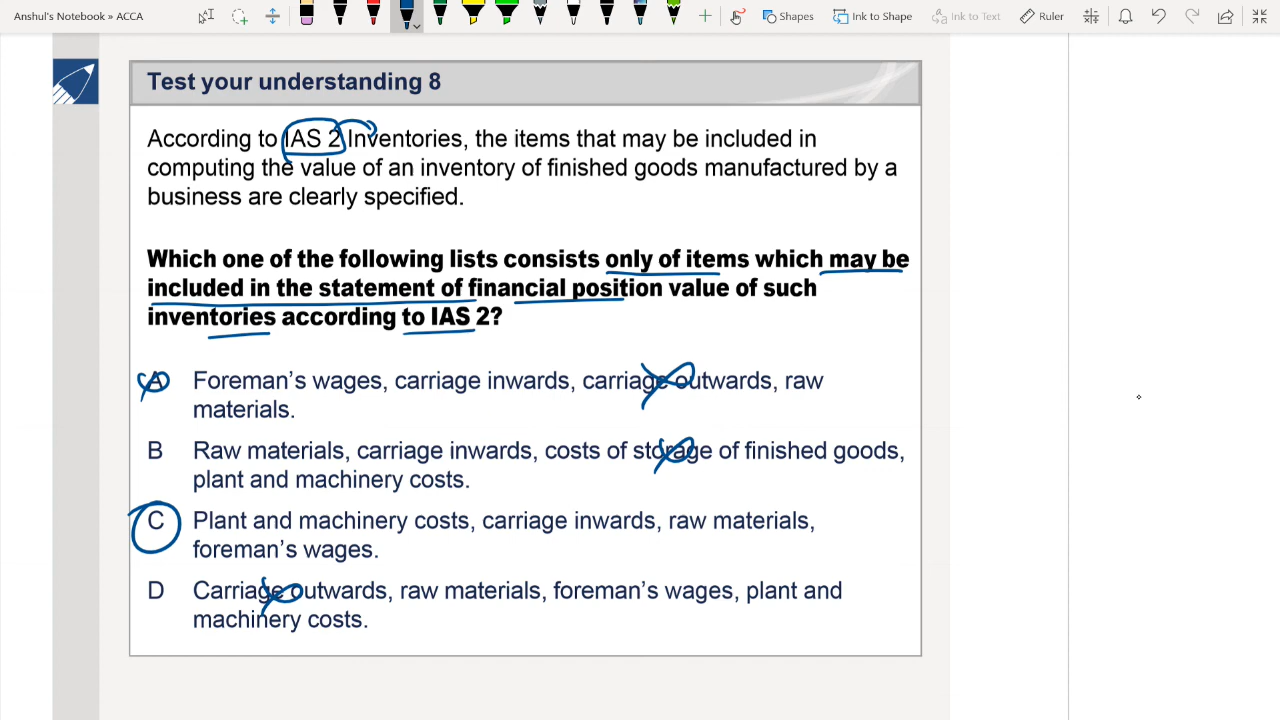 Anshul's Notebook » ACCA
Shapes
Ink to Shape
Ink to Text
Ruler
Test your understanding 8
According to IAS 2 Inventories, the items that may be included in
computing the value of an inventory of finished goods manufactured by a
business are clearly specified.
Which one of the following lists consists only of items which may be
included in the statement of financial position value of such
inventories according to IAS 2?
A Foreman's wages, carriage inwards, carriage outwards, raw
materials.
B Raw materials, carriage inwards, costs of storage of finished goods,
plant and machinery costs.
C Plant and machinery costs, carriage inwards, raw materials,
foreman's wages.
D Carriage outwards, raw materials, foreman's wages, plant and
machinery costs.